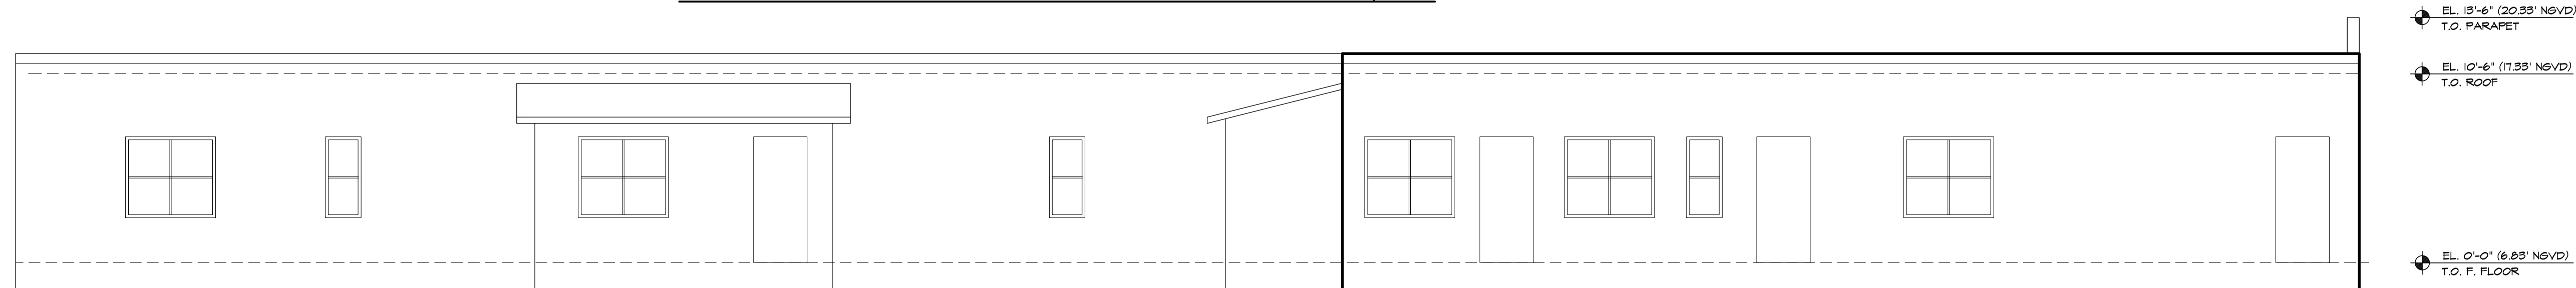 EL. 13'-6" (20.33' NGVD)
T.O. PARAPET
EL. 10'-6" (17.33' NGVD)
T.O. ROOF
EL. 0'-0" (6.83' NGVD)
T.O. F. FLOOR